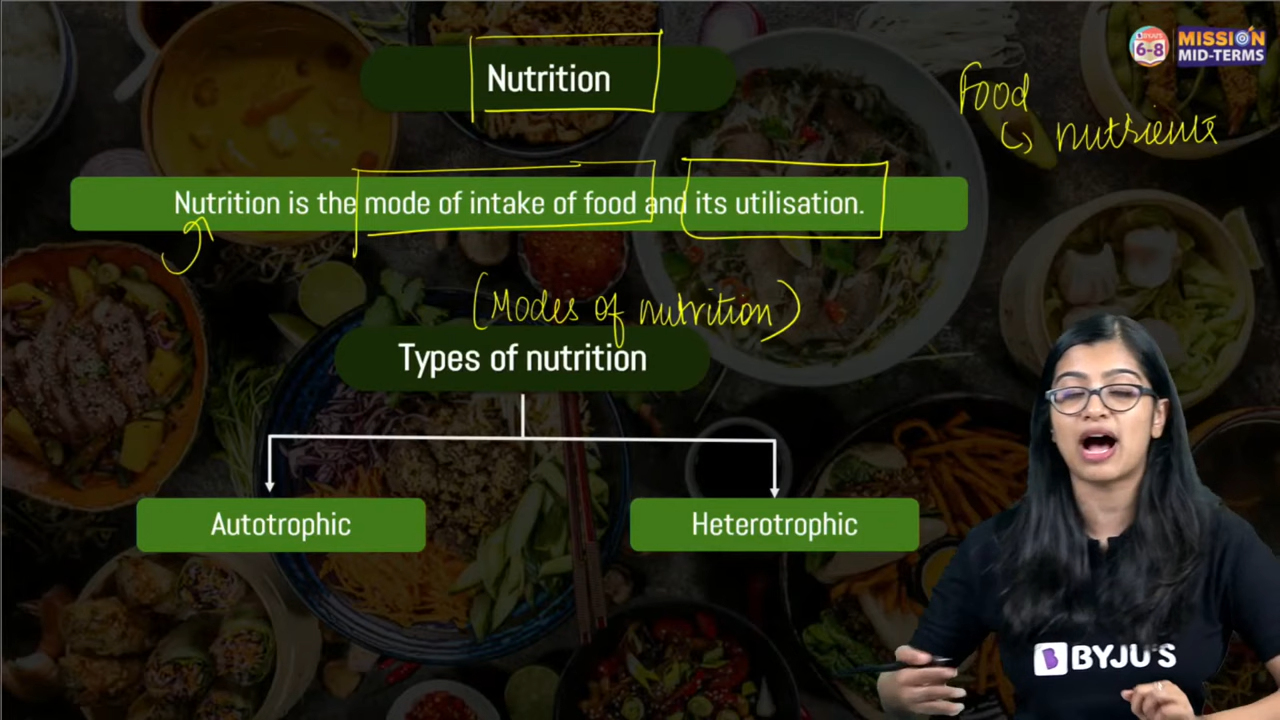 BYJU'S
6-8
MISSION
MID-TERMS
Nutrition
Food
nutrients
Nutrition is the mode of intake of food and its utilisation.
(Modes of nutrition)
Types of nutrition
Autotrophic
Heterotrophic
BYJU'S